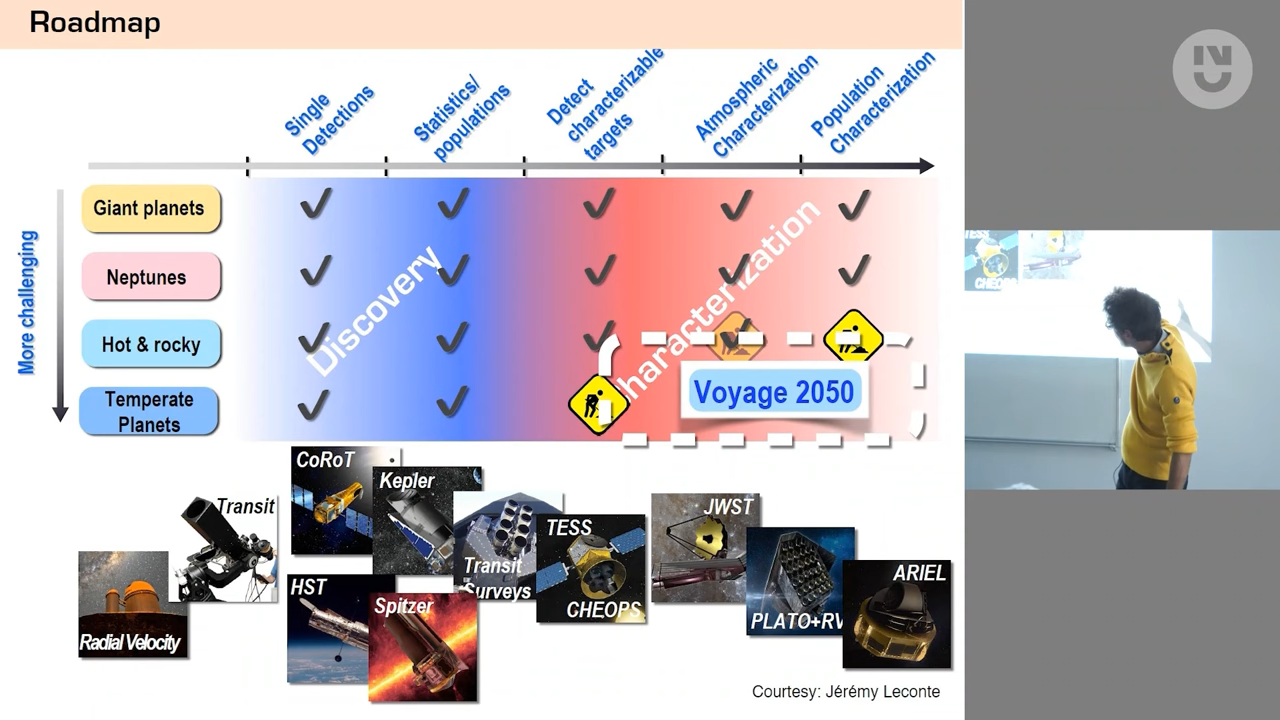 Roadmap
Single
Detections
Statistics/
populations
Detect
characterizable
targets
Atmospheric
Characterization
Population
Characterization
More challenging
Giant planets
Neptunes
Hot & rocky
Temperate
Planets
Discovery
Characterization
Voyage 2050
CoRoT
Kepler
Transit
Transit
Surveys
TESS
CHEOPS
JWST
PLATO+RV
ARIEL
HST
Spitzer
Radial Velocity
Courtesy: Jérémy Leconte
TESS